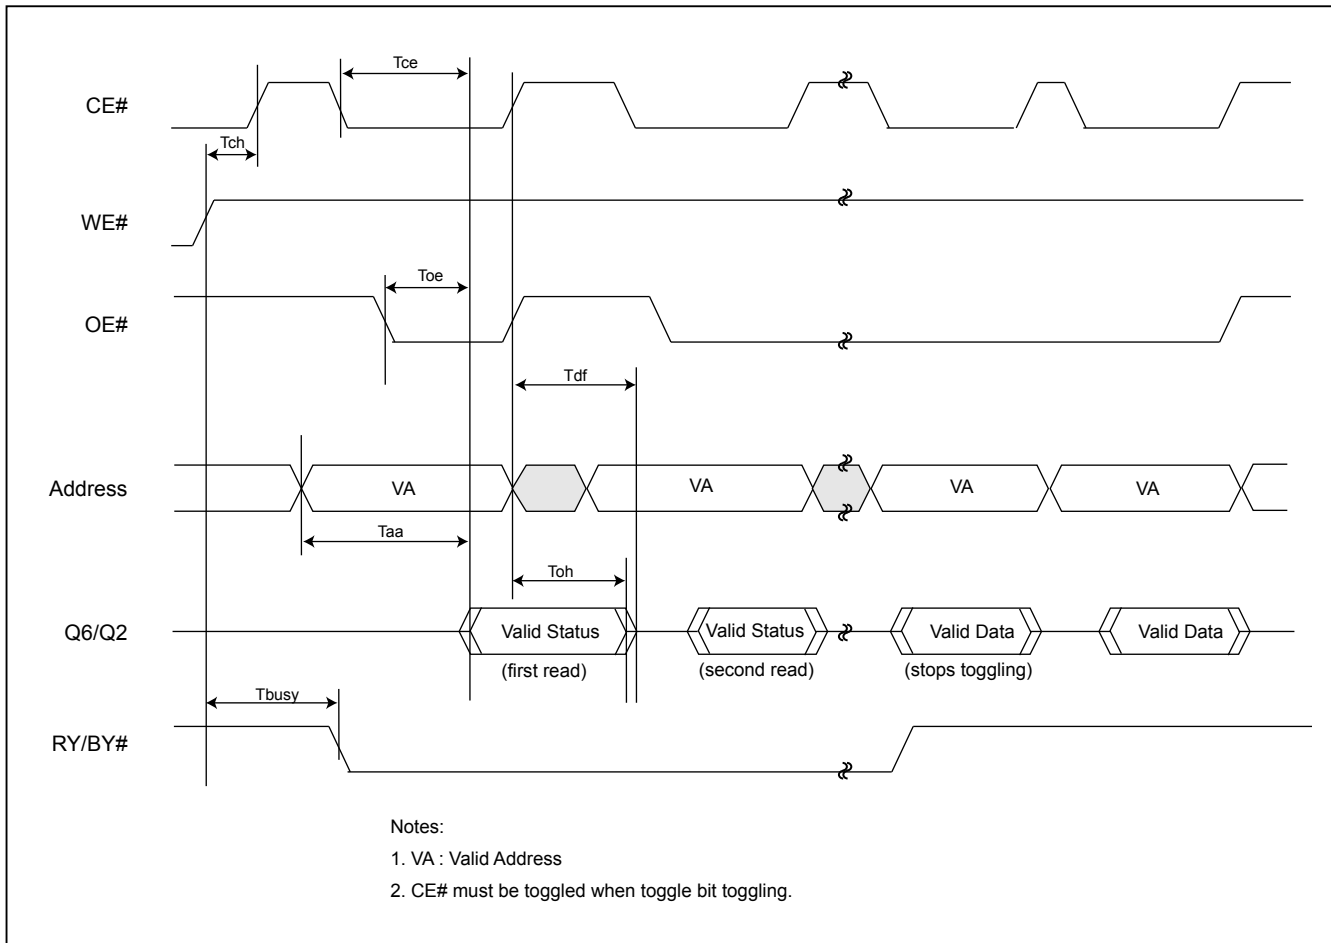 Tce
CE#
Tch
WE#
Toe
OE#
Tdf
Address
VA
VA
VA
VA
Taa
Toh
Q6/Q2
Valid Status
Valid Status
Valid Data
Valid Data
(first read)
(second read)
(stops toggling)
Tbusy
RY/BY#
Notes:
1. VA : Valid Address
2. CE# must be toggled when toggle bit toggling.